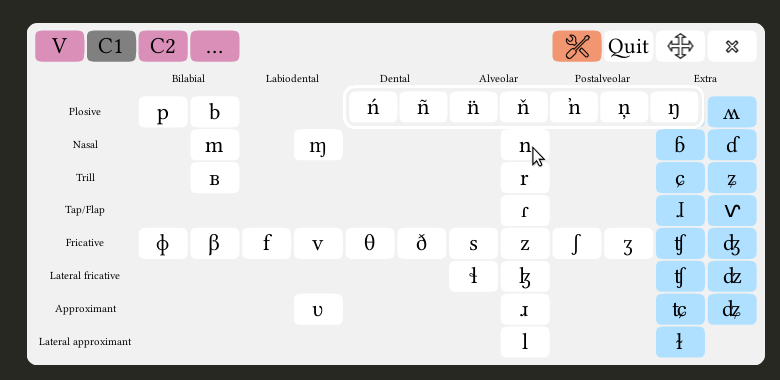 V C1 C2 ... Quit
Bilabial Labiodental Dental Alveolar Postalveolar Extra
Plosive p b ń ñ n̈ ň ŉ ņ ŋ ʍ
Nasal m ɱ n ɓ ɗ
Trill ʙ r ɕ ʑ
Tap/Flap ɾ ɺ ⱱ
Fricative ɸ β f v θ ð s z ʃ ʒ ʧ ʤ
Lateral fricative ɬ ɮ ʧ ʣ
Approximant ʋ ɹ ʨ ʥ
Lateral approximant l ɫ